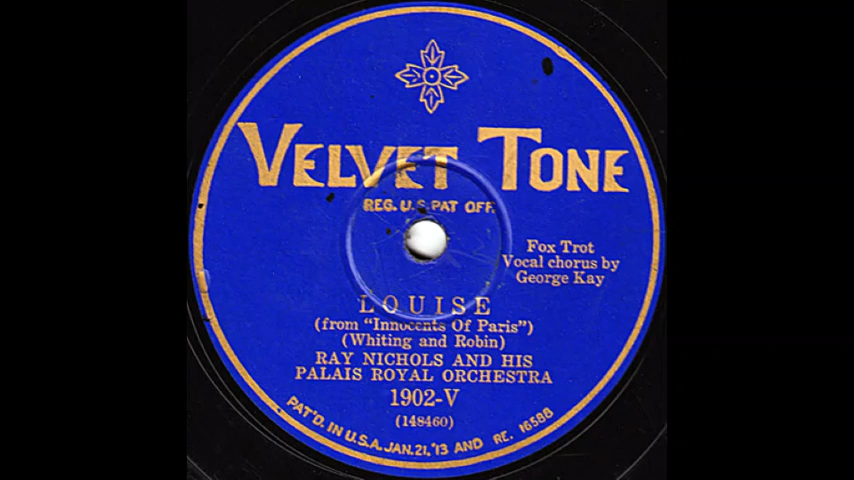 VELVET TONE
REG. U.S. PAT OFF.
Fox Trot
Vocal chorus by
George Kay
LOUISE
(from "Innocents Of Paris")
(Whiting and Robin)
RAY NICHOLS AND HIS
PALAIS ROYAL ORCHESTRA
1902-V
(148460)
PAT'D. IN U.S.A. JAN. 21, '13 AND RE. 16588